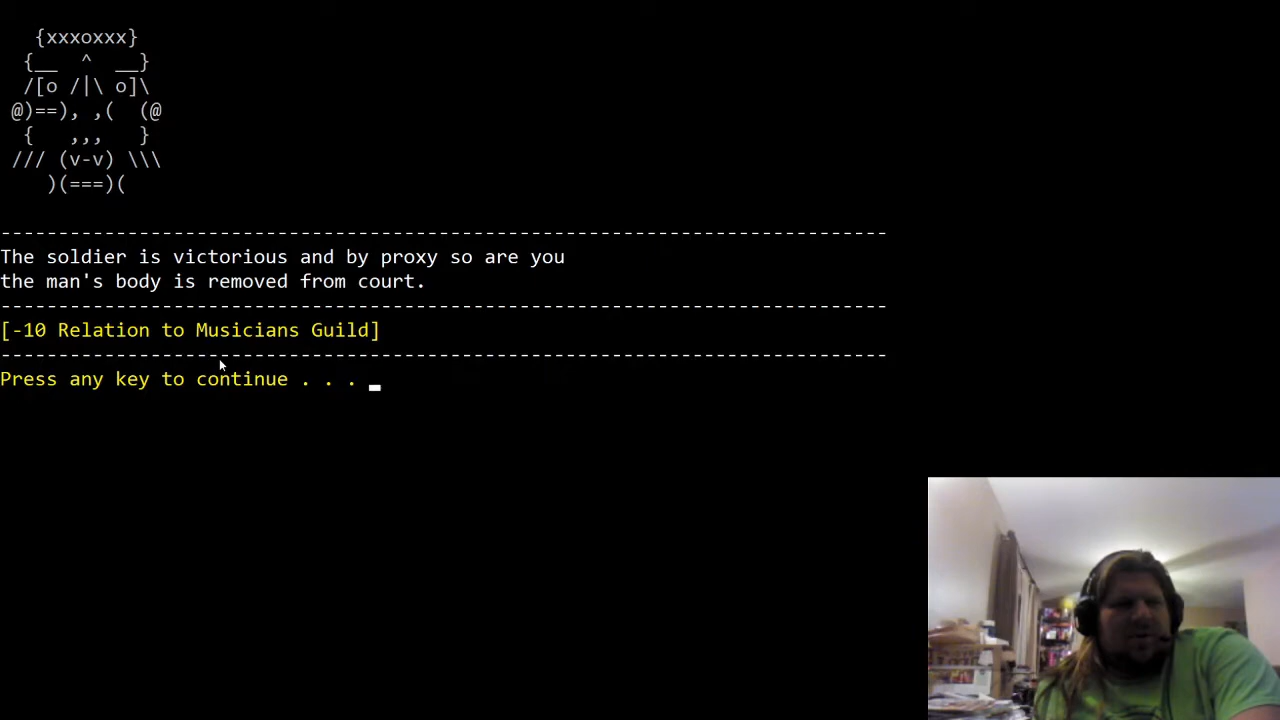 {xxxoxxx}
{__ ^ __}
/[o /|\ o]\
@)==), ,( (@
{ ,,, }
/// (v-v) \\\
)(===)(
-----------------------------------------------------------------------------
The soldier is victorious and by proxy so are you
the man's body is removed from court.
-----------------------------------------------------------------------------
[-10 Relation to Musicians Guild]
-----------------------------------------------------------------------------
Press any key to continue . . .